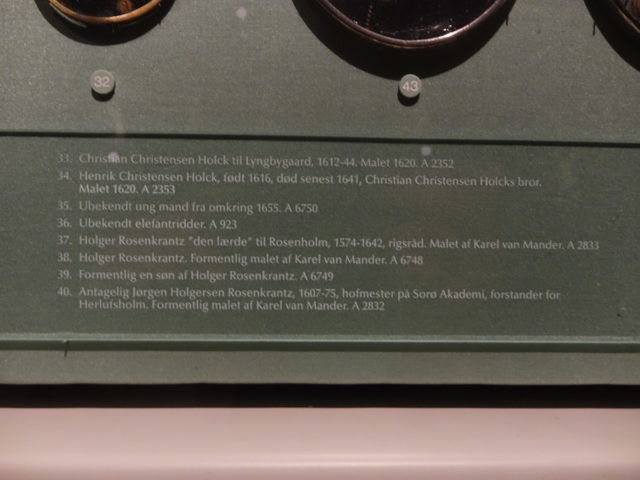 32
43
33. Christian Christensen Holck til Lyngbygaard, 1612-44. Malet 1620. A 2352
34. Henrik Christensen Holck, født 1616, død senest 1641, Christian Christensen Holcks bror.
Malet 1620. A 2353
35. Ubekendt ung mand fra omkring 1655. A 6750
36. Ubekendt elefantridder. A 923
37. Holger Rosenkrantz "den lærde" til Rosenholm, 1574-1642, rigsråd. Malet af Karel van Mander. A 2833
38. Holger Rosenkrantz. Formentlig malet af Karel van Mander. A 6748
39. Formentlig en søn af Holger Rosenkrantz. A 6749
40. Antagelig Jørgen Holgersen Rosenkrantz, 1607-75, hofmester på Sorø Akademi, forstander for
Herlufsholm. Formentlig malet af Karel van Mander. A 2832